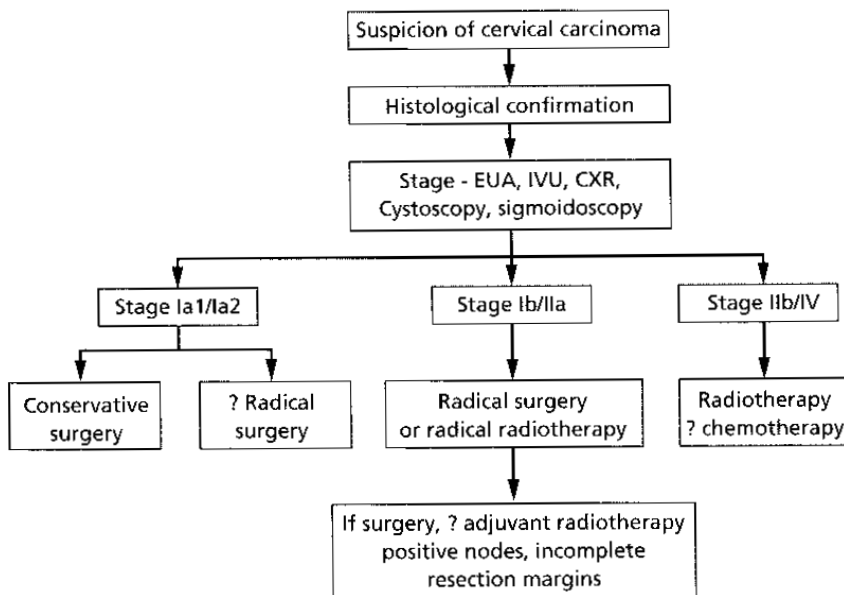 Suspicion of cervical carcinoma
Histological confirmation
Stage - EUA, IVU, CXR,
Cystoscopy, sigmoidoscopy
Stage Ia1/Ia2
Stage Ib/IIa
Stage IIb/IV
Conservative
surgery
? Radical
surgery
Radical surgery
or radical radiotherapy
Radiotherapy
? chemotherapy
If surgery, ? adjuvant radiotherapy
positive nodes, incomplete
resection margins